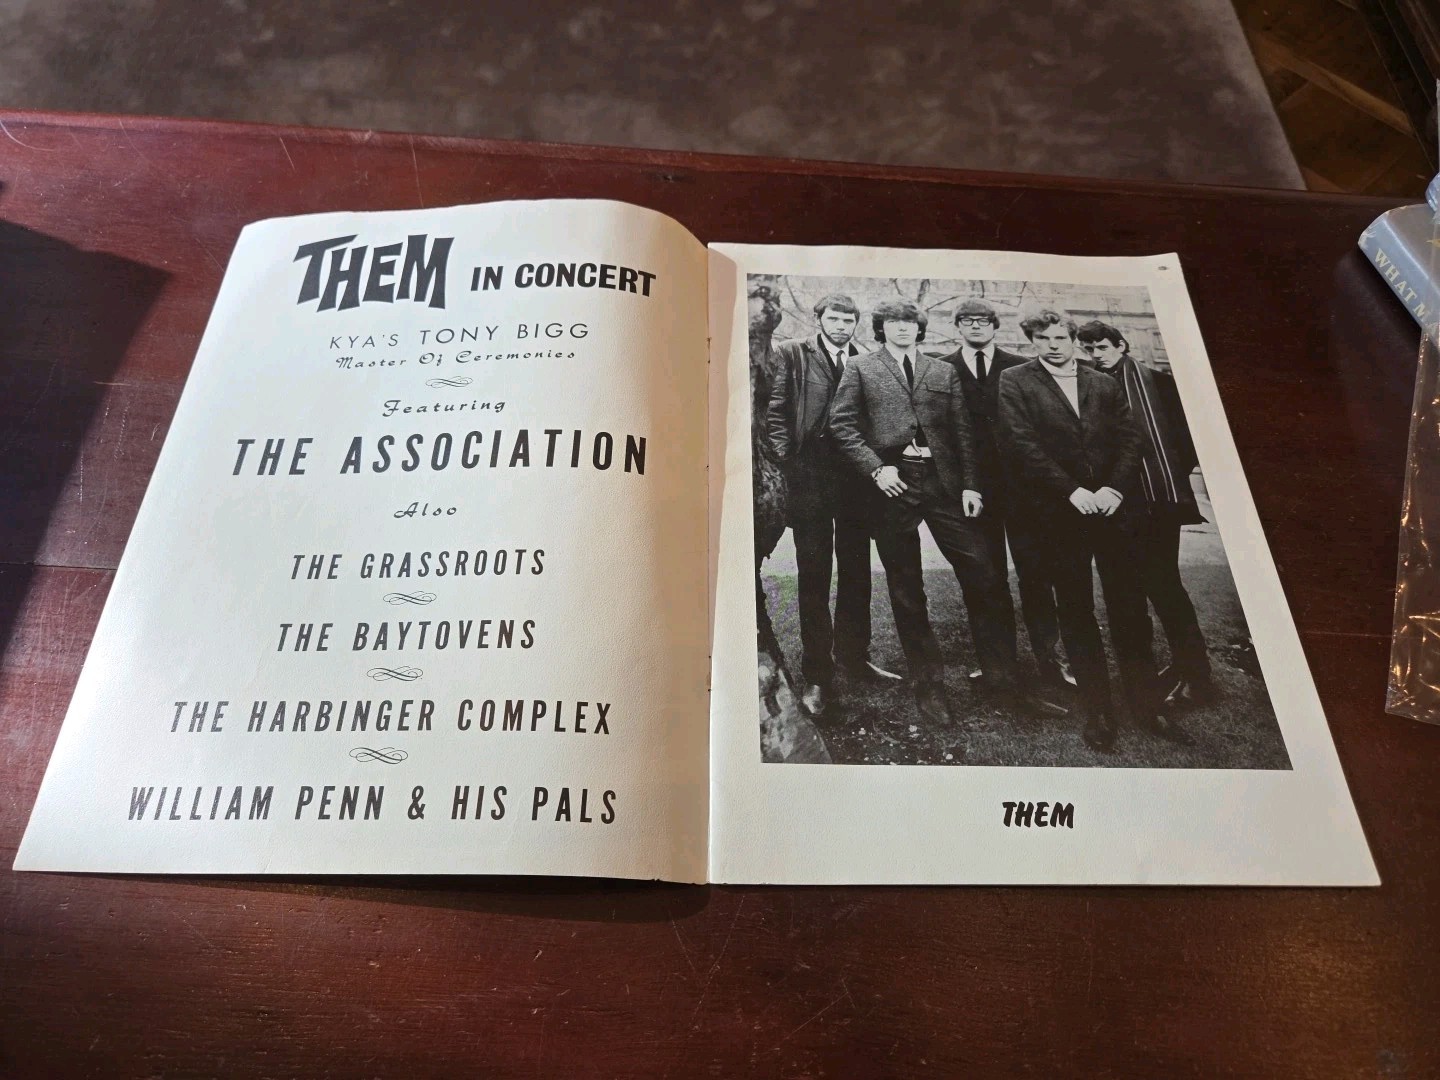 THEM IN CONCERT
KYA'S TONY BIGG
Master Of Ceremonies
Featuring
THE ASSOCIATION
Also
THE GRASSROOTS
THE BAYTOVENS
THE HARBINGER COMPLEX
WILLIAM PENN & HIS PALS
THEM
WHAT